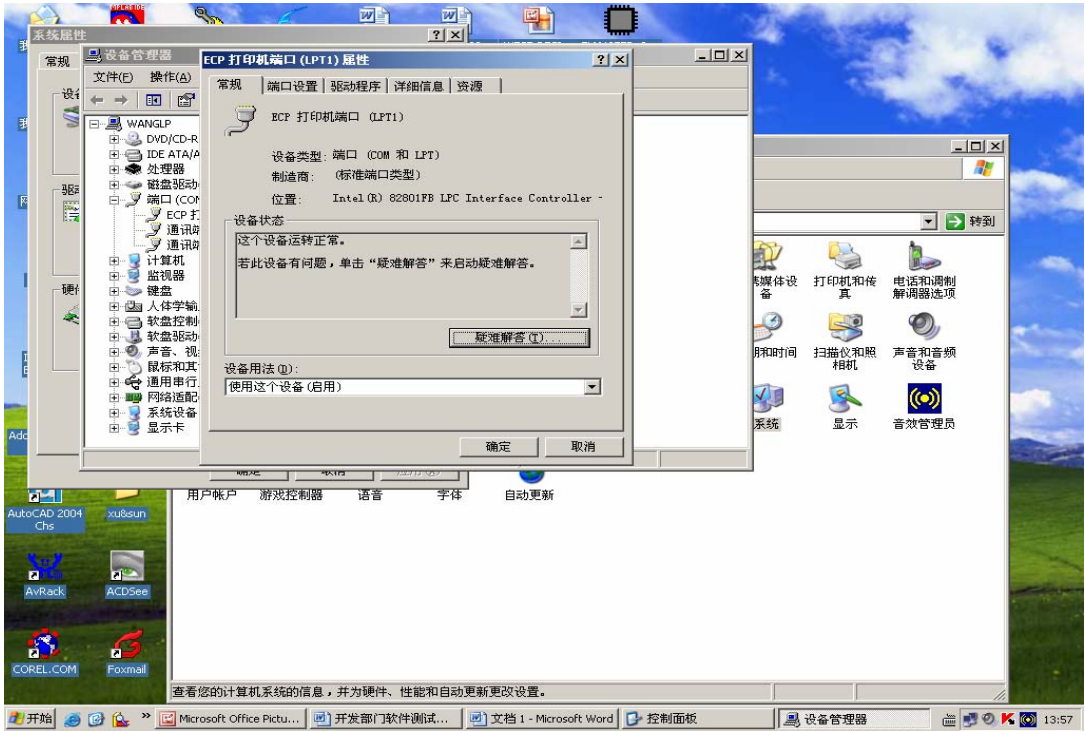 MPLAB IDE
系统属性
常规
设备管理器
文件(F) 操作(A)
WANGLP
DVD/CD-R
IDE ATA/A
处理器
磁盘驱动
端口 (COM
ECP 打
通讯端
通讯端
计算机
监视器
键盘
人体学输
软盘控制
软盘驱动
声音、视
鼠标和其
通用串行
网络适配
系统设备
显示卡
ECP 打印机端口 (LPT1) 属性
常规 端口设置 驱动程序 详细信息 资源
ECP 打印机端口 (LPT1)
设备类型: 端口 (COM 和 LPT)
制造商: (标准端口类型)
位置: Intel(R) 82801FB LPC Interface Controller -
设备状态
这个设备运转正常。
若此设备有问题，单击“疑难解答”来启动疑难解答。
疑难解答(T)...
设备用法(D):
使用这个设备(启用)
确定 取消
确定 取消 应用(A)
转到
打印机和传真
电话和调制解调器选项
扫描仪和照相机
声音和音频设备
系统
显示
音效管理员
用户帐户 游戏控制器 语音 字体 自动更新
AutoCAD 2004 Chs
xu&sun
AvRack
ACDSee
COREL.COM
Foxmail
查看您的计算机系统的信息，并为硬件、性能和自动更新更改设置。
开始
Microsoft Office Pictu...
开发部门软件测试...
文档 1 - Microsoft Word
控制面板
设备管理器
13:57